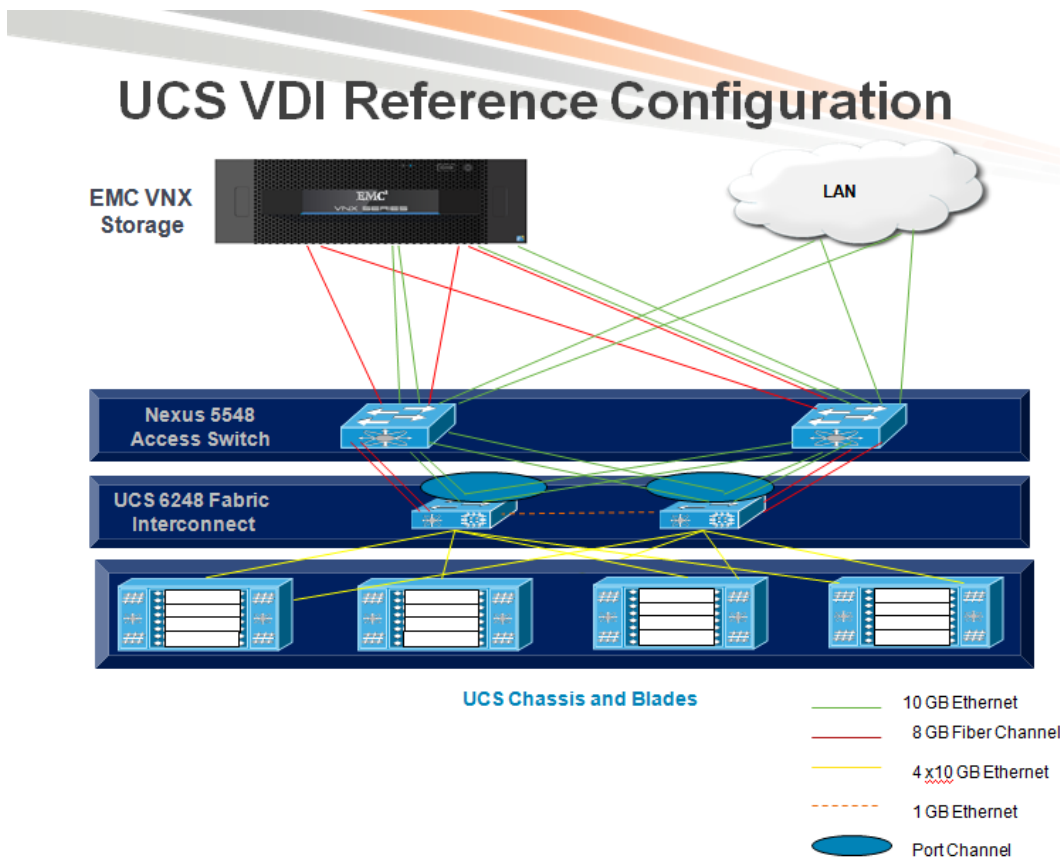 UCS VDI Reference Configuration
EMC VNX
Storage
EMC²
VNX SERIES
LAN
Nexus 5548
Access Switch
UCS 6248 Fabric
Interconnect
UCS Chassis and Blades
10 GB Ethernet
8 GB Fiber Channel
4 x10 GB Ethernet
1 GB Ethernet
Port Channel